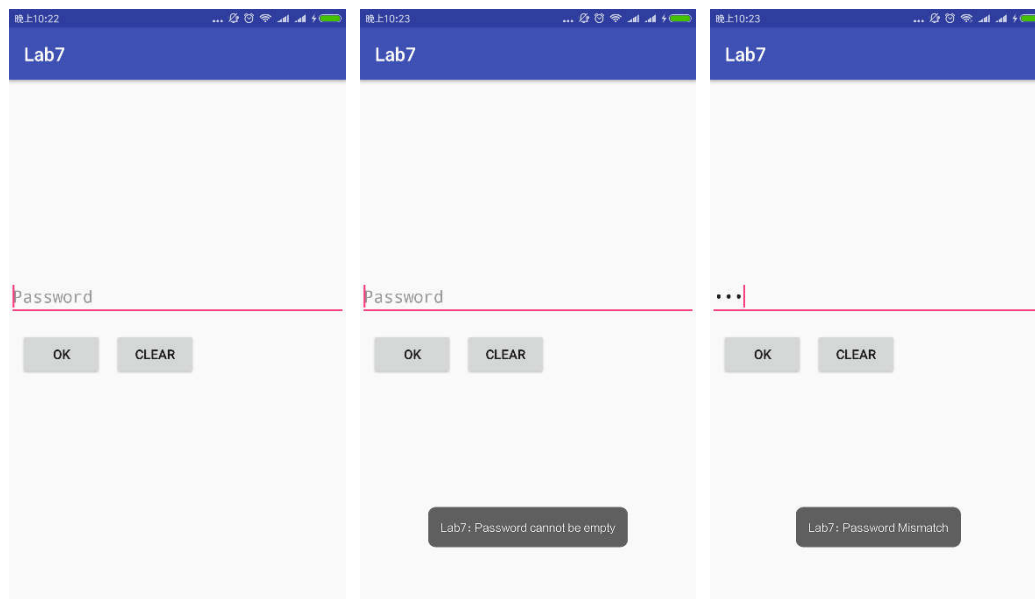 晚上10:22
Lab7
Password
OK
CLEAR
晚上10:23
Lab7
Password
OK
CLEAR
Lab7: Password cannot be empty
晚上10:23
Lab7
•••
OK
CLEAR
Lab7: Password Mismatch